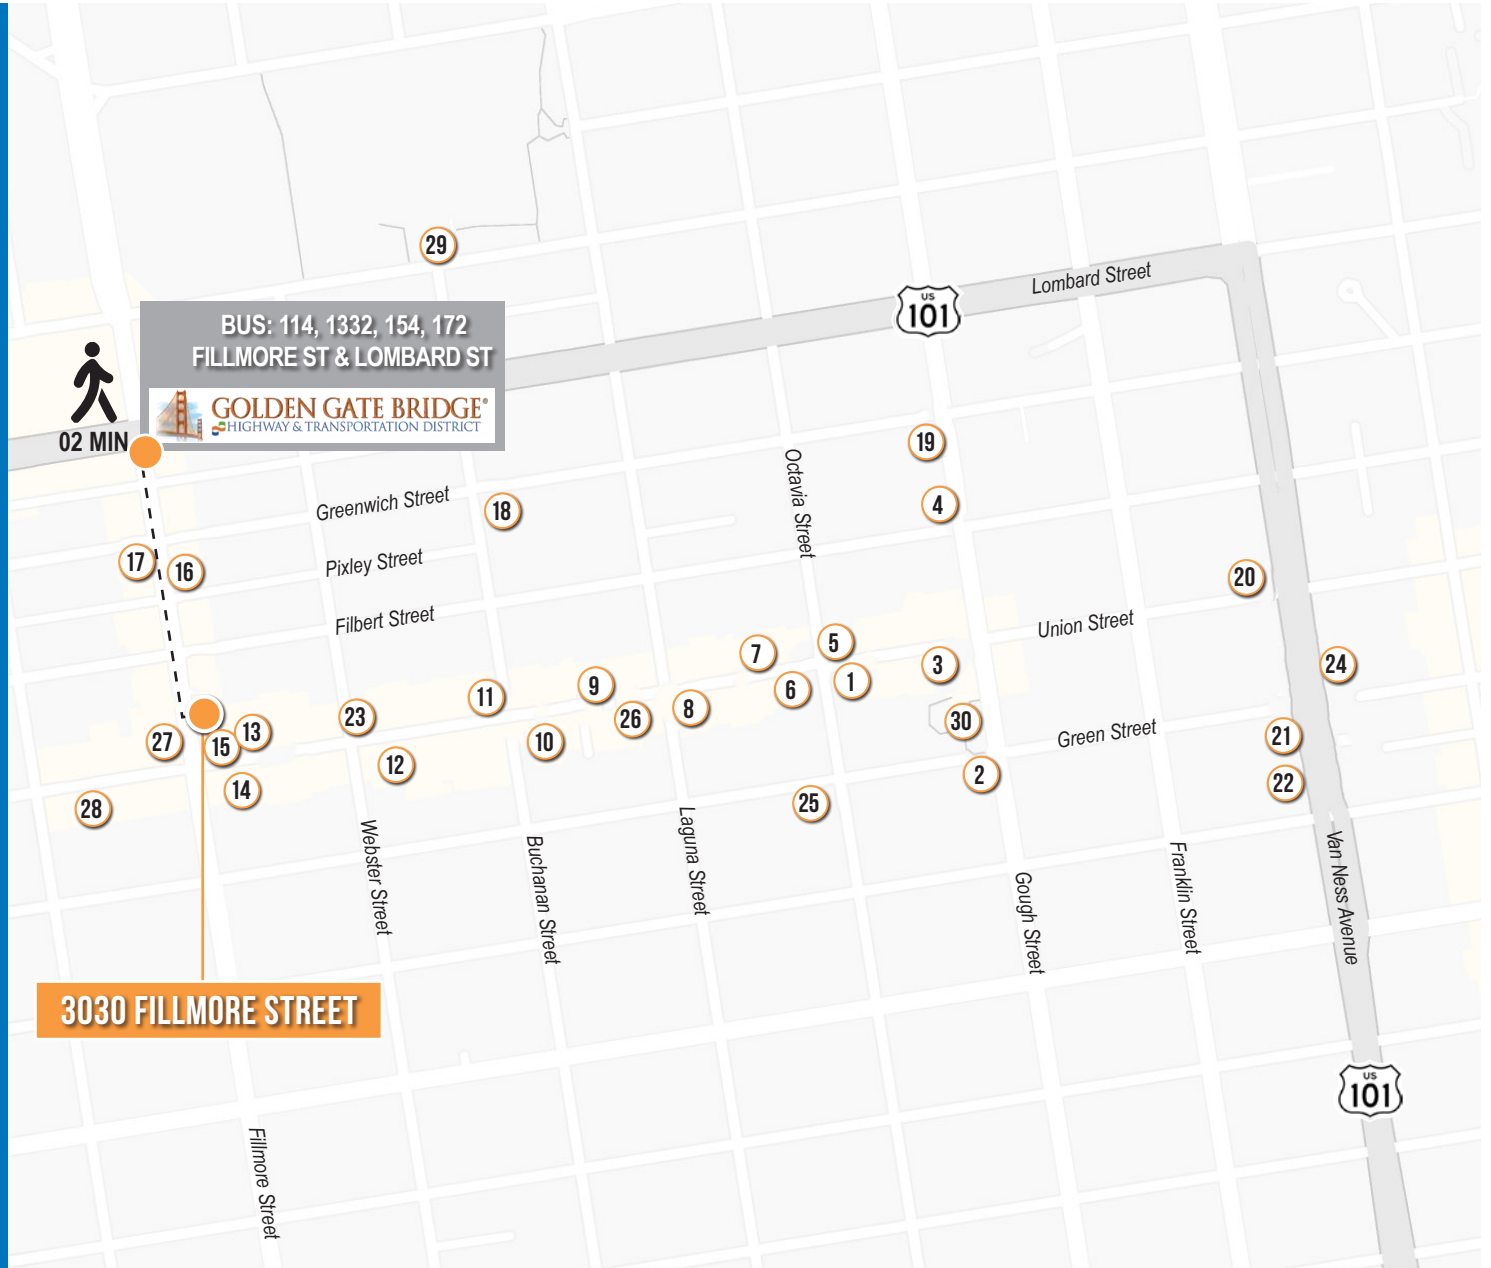 29
US
101
Lombard Street
BUS: 114, 1332, 154, 172
FILLMORE ST & LOMBARD ST
GOLDEN GATE BRIDGE®
HIGHWAY & TRANSPORTATION DISTRICT
02 MIN
19
Octavia Street
Greenwich Street
18
4
17
16
Pixley Street
20
Filbert Street
Union Street
7
5
3
24
9
6
1
11
8
23
26
30
13
15
27
10
Green Street
21
12
2
22
14
28
25
Webster Street
Buchanan Street
Laguna Street
Gough Street
Franklin Street
Van Ness Avenue
3030 FILLMORE STREET
US
101
Fillmore Street